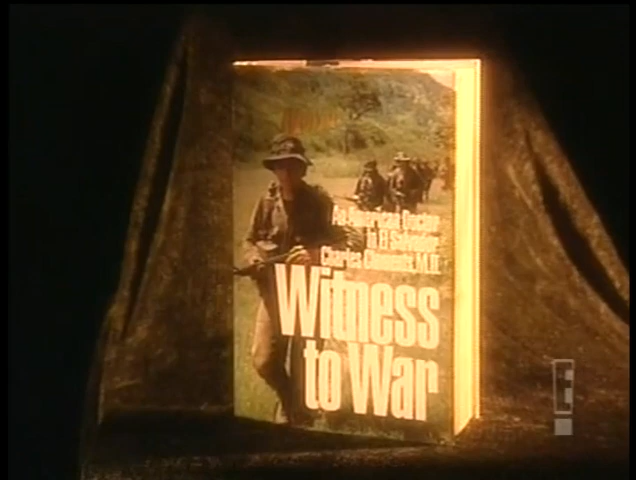 An American Doctor
in El Salvador
Charles Clements, M.D.
Witness
to War
E!